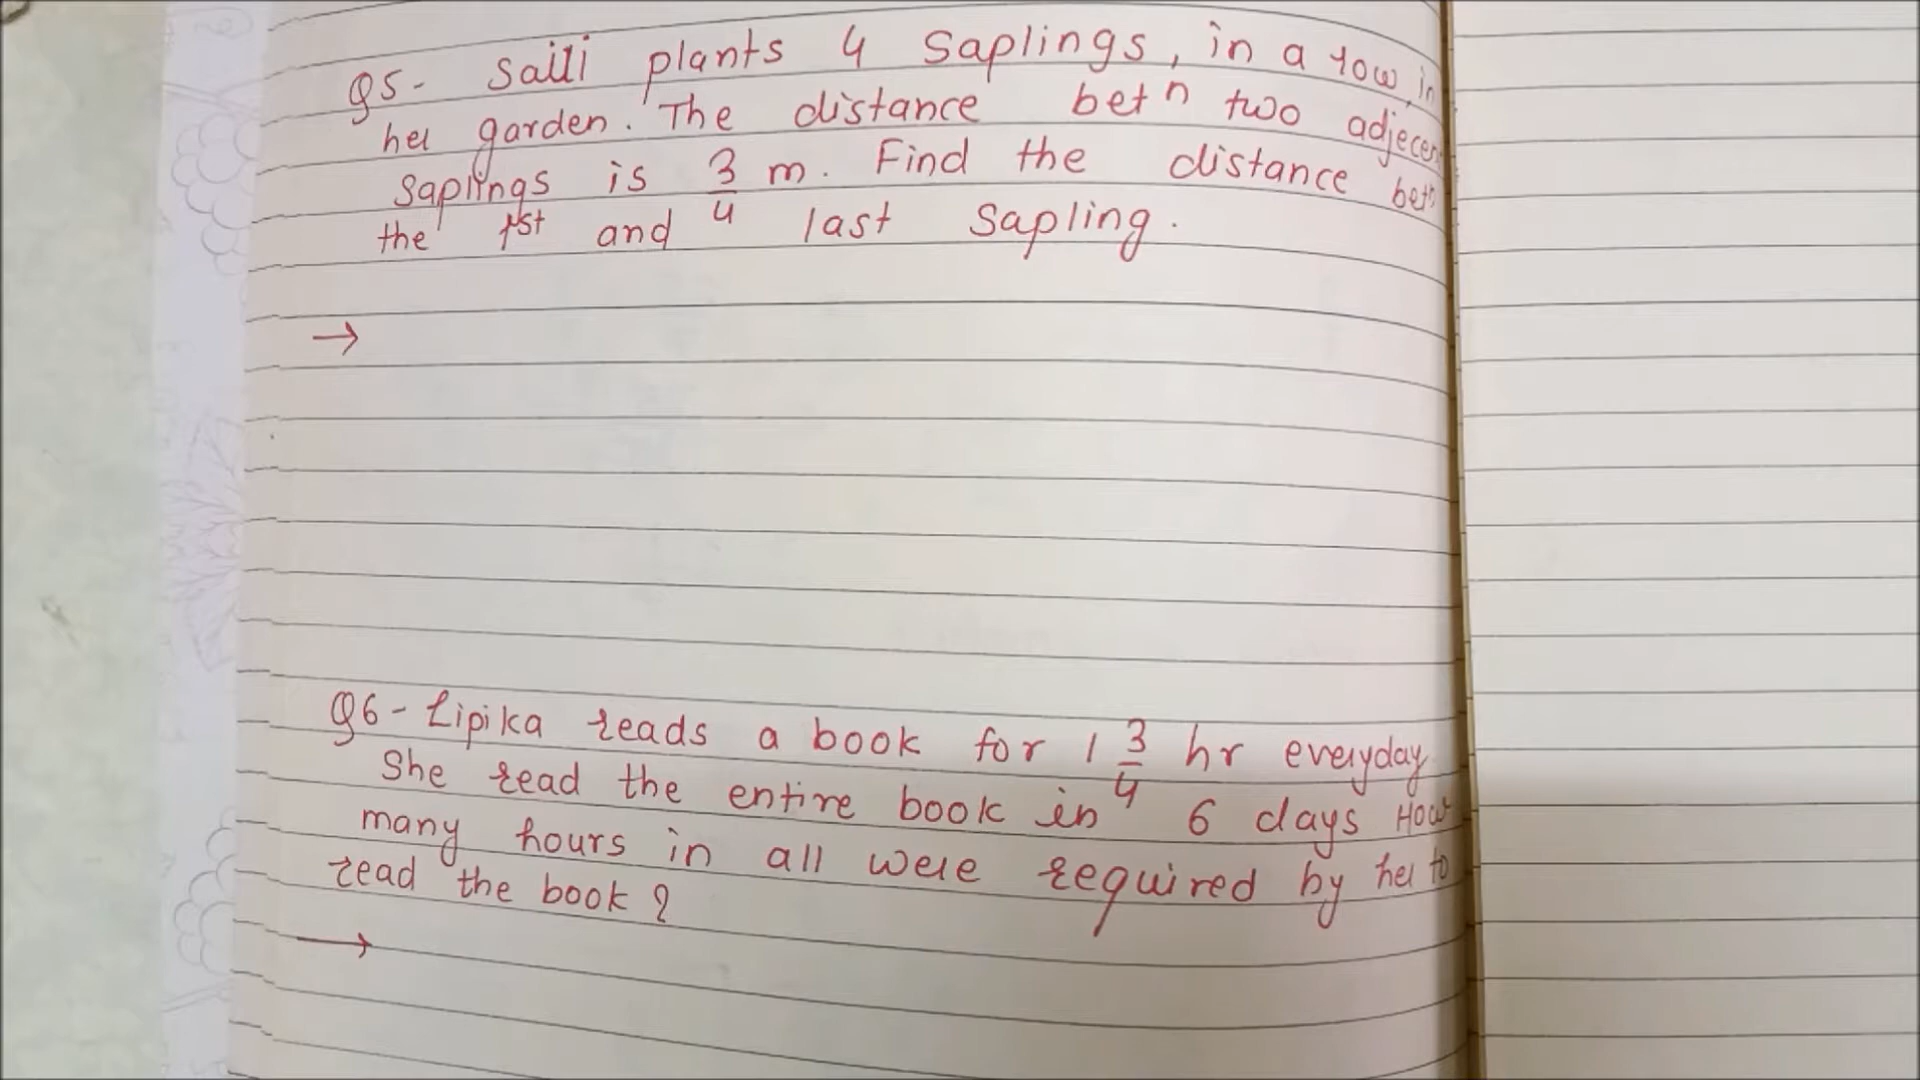 Q5- Saili plants 4 Saplings, in a row, in
her garden. The distance betn two adjecen
Saplings is 3/4 m. Find the distance betn
the 1st and last Sapling.
→
Q6- Lipika reads a book for 1 3/4 hr everyday
She read the entire book in 6 days How
many hours in all were required by her to
read the book ?
→